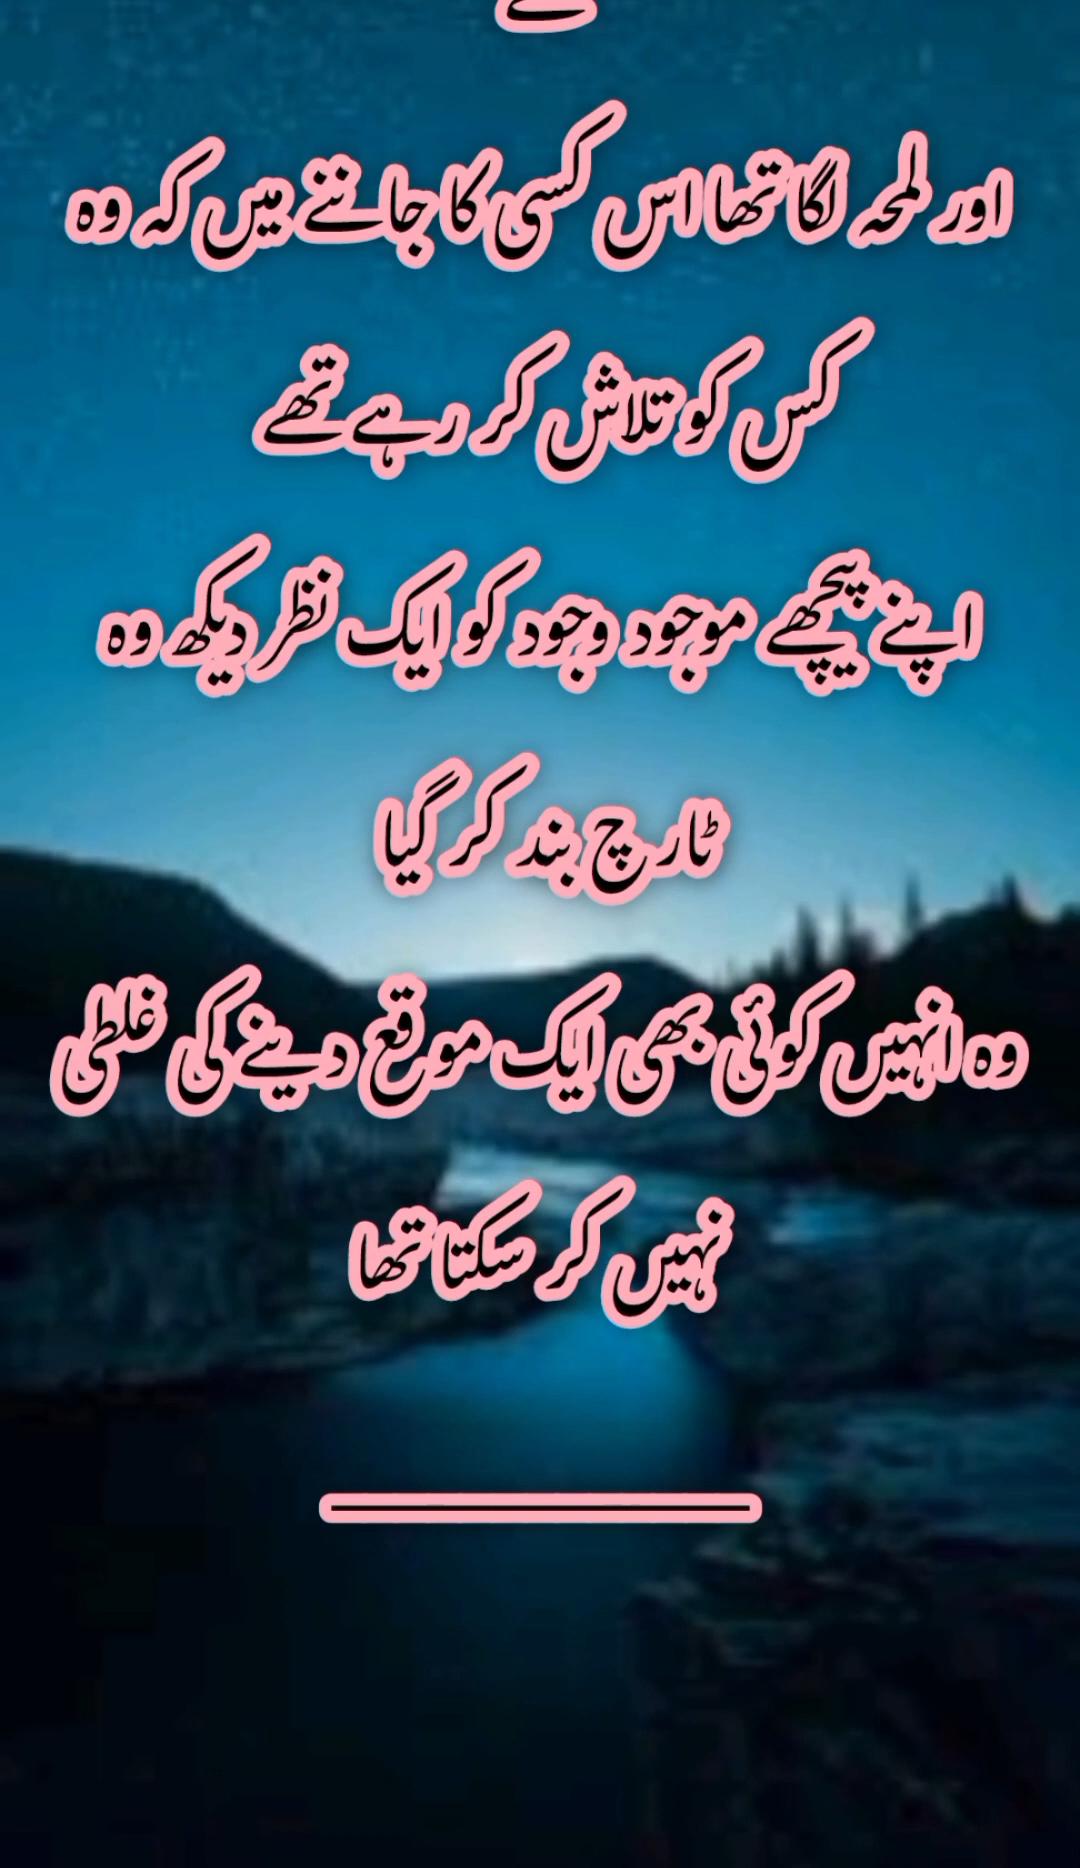 اور لمحہ لگا تھا اس کسی کا جاننے میں کہ وہ
کس کو تلاش کر رہے تھے
اپنے پیچھے موجود وجود کو ایک نظر دیکھ وہ
ٹارچ بند کر گیا
وہ انہیں کوئی بھی ایک موقع دینے کی غلطی
نہیں کر سکتا تھا